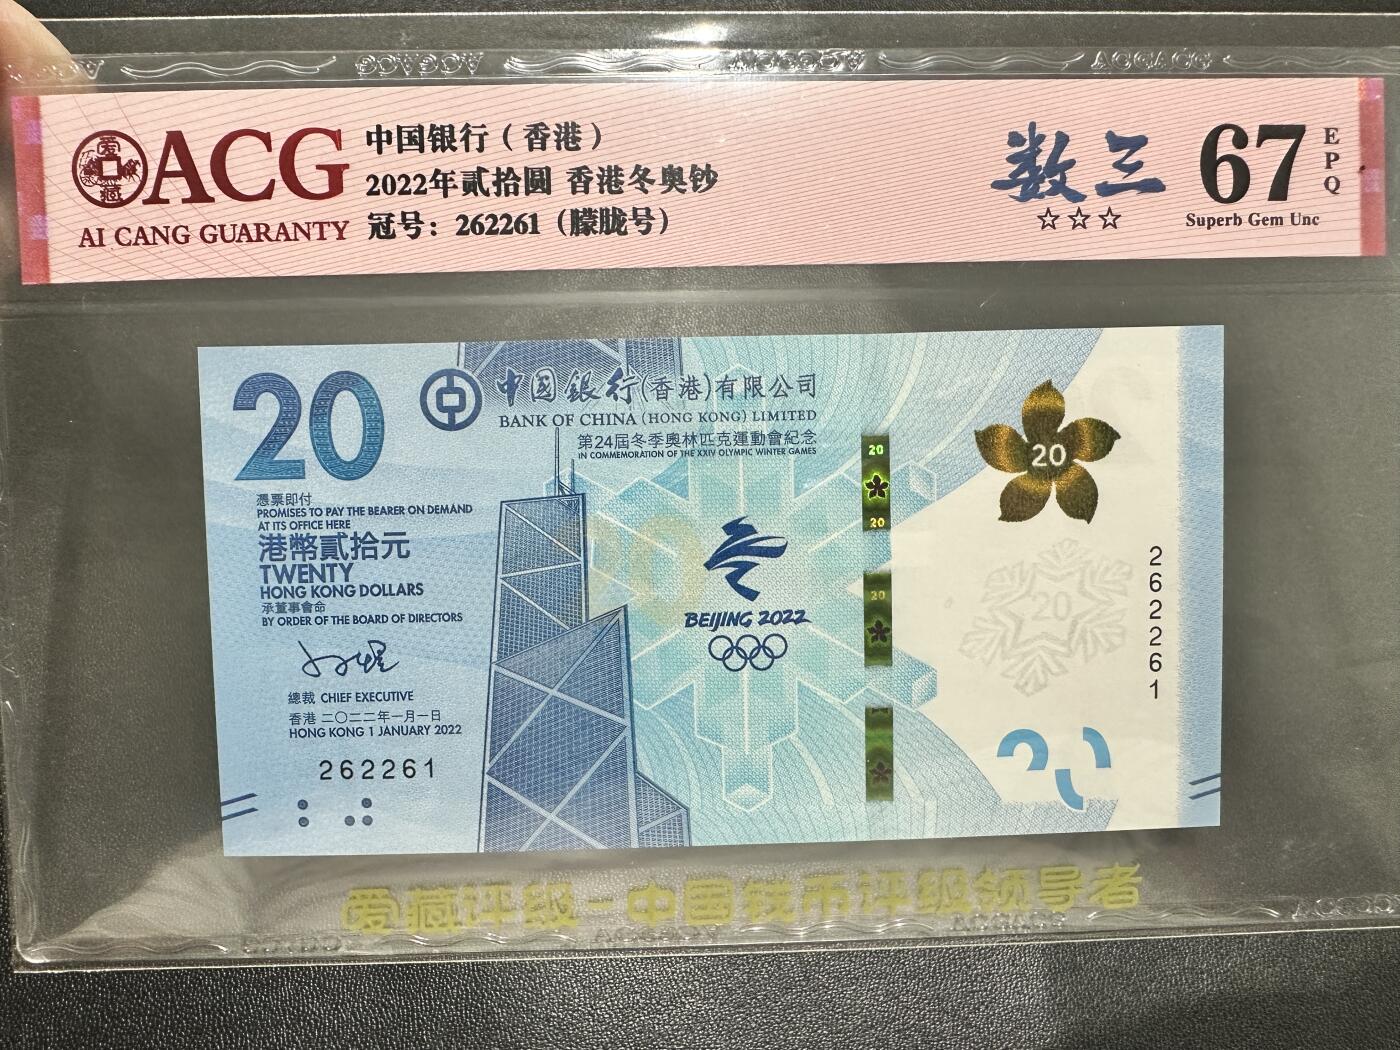 ACG
AI CANG GUARANTY
中国银行（香港）
2022年贰拾圆 香港冬奥钞
冠号：262261（朦胧号）
数三
☆☆☆
67
EPQ
Superb Gem Unc
20
中國銀行(香港)有限公司
BANK OF CHINA (HONG KONG) LIMITED
第24屆冬季奧林匹克運動會紀念
IN COMMEMORATION OF THE XXIV OLYMPIC WINTER GAMES
憑票即付
PROMISES TO PAY THE BEARER ON DEMAND
AT ITS OFFICE HERE
港幣貳拾元
TWENTY
HONG KONG DOLLARS
承董事會命
BY ORDER OF THE BOARD OF DIRECTORS
總裁 CHIEF EXECUTIVE
香港 二〇二二年一月一日
HONG KONG 1 JANUARY 2022
262261
BEIJING 2022
20
20
20
20
20
262261
爱藏评级-中国钱币评级领导者